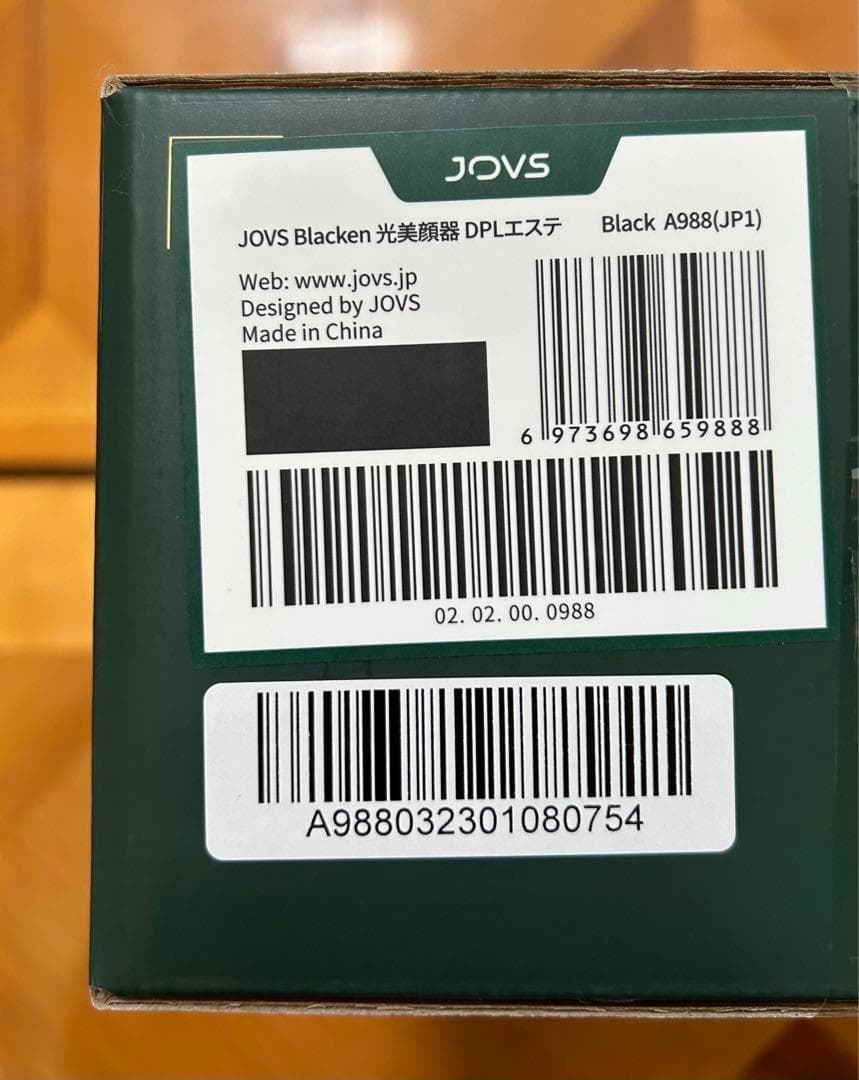 JOVS
JOVS Blacken 光美顔器 DPLエステ Black A988(JP1)
Web: www.jovs.jp
Designed by JOVS
Made in China
6 973698 659888
02. 02. 00. 0988
A988032301080754